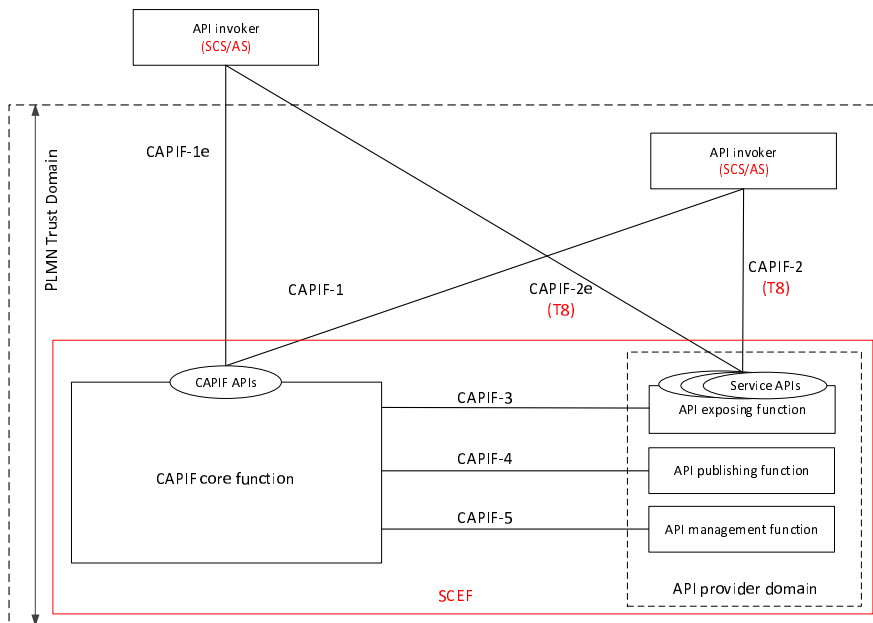 API invoker
(SCS/AS)
PLMN Trust Domain
CAPIF-1e
API invoker
(SCS/AS)
CAPIF-1
CAPIF-2e
(T8)
CAPIF-2
(T8)
CAPIF APIs
Service APIs
CAPIF-3
API exposing function
CAPIF core function
CAPIF-4
API publishing function
CAPIF-5
API management function
API provider domain
SCEF